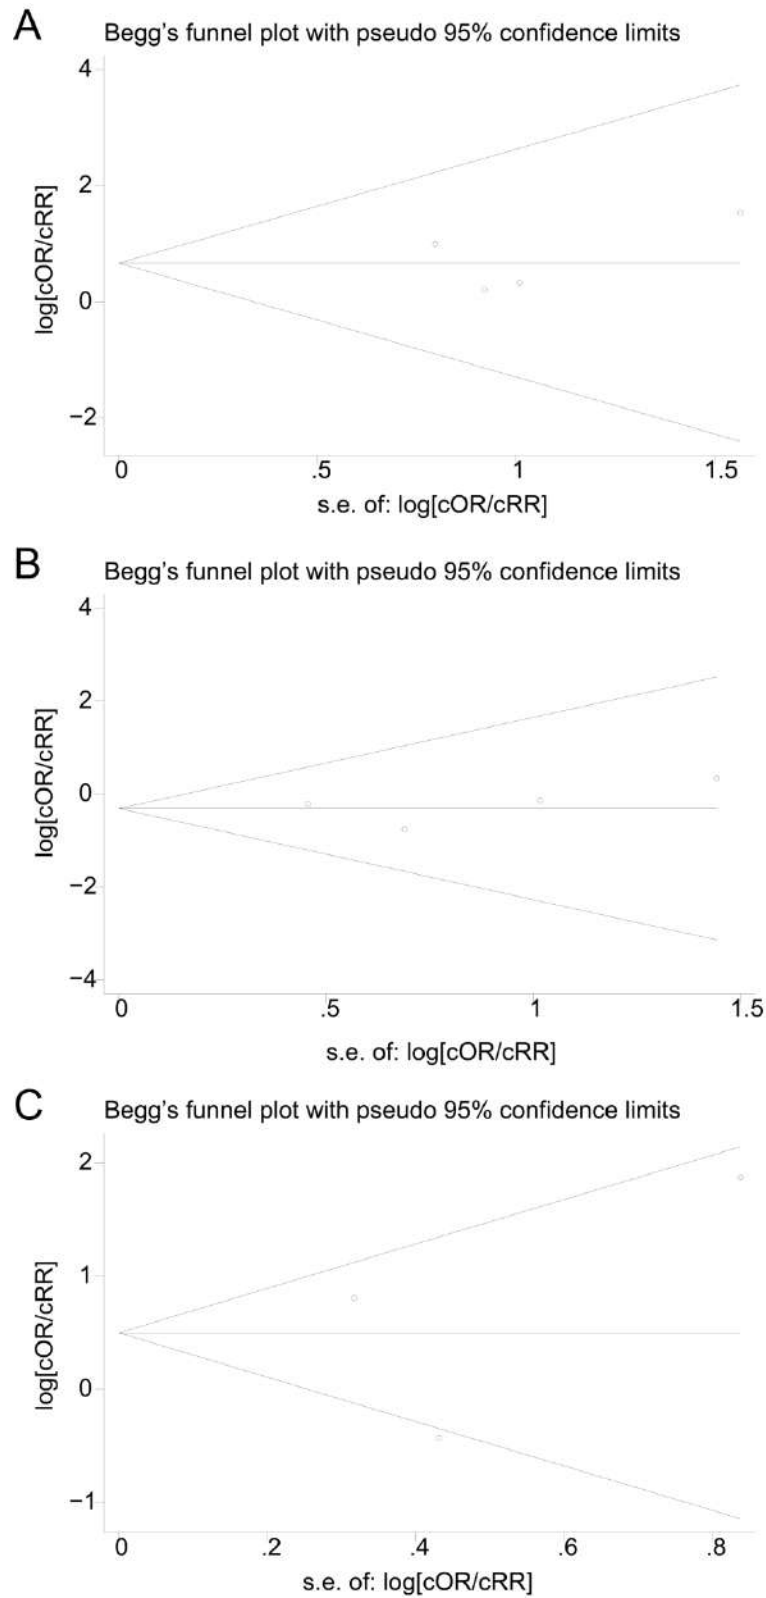 A
Begg's funnel plot with pseudo 95% confidence limits
4
2
0
−2
log[cOR/cRR]
0 .5 1 1.5
s.e. of: log[cOR/cRR]
B
Begg's funnel plot with pseudo 95% confidence limits
4
2
0
−2
−4
log[cOR/cRR]
0 .5 1 1.5
s.e. of: log[cOR/cRR]
C
Begg's funnel plot with pseudo 95% confidence limits
2
1
0
−1
log[cOR/cRR]
0 .2 .4 .6 .8
s.e. of: log[cOR/cRR]